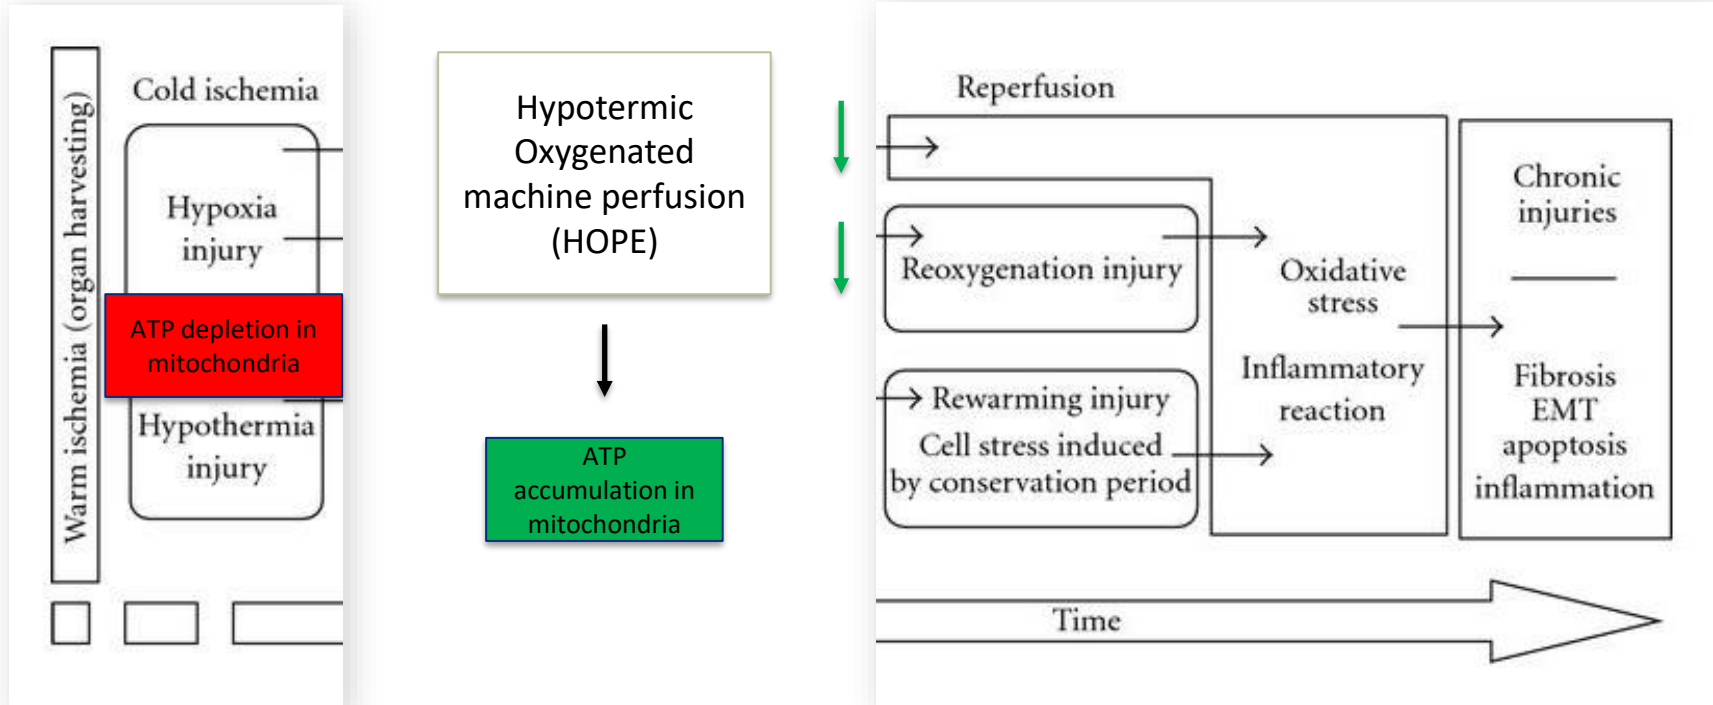 Warm ischemia (organ harvesting)
Cold ischemia
Hypoxia
injury
ATP depletion in
mitochondria
Hypothermia
injury
Hypotermic
Oxygenated
machine perfusion
(HOPE)
ATP
accumulation in
mitochondria
Reperfusion
Reoxygenation injury
Rewarming injury
Cell stress induced
by conservation period
Oxidative
stress
Inflammatory
reaction
Chronic
injuries
Fibrosis
EMT
apoptosis
inflammation
Time